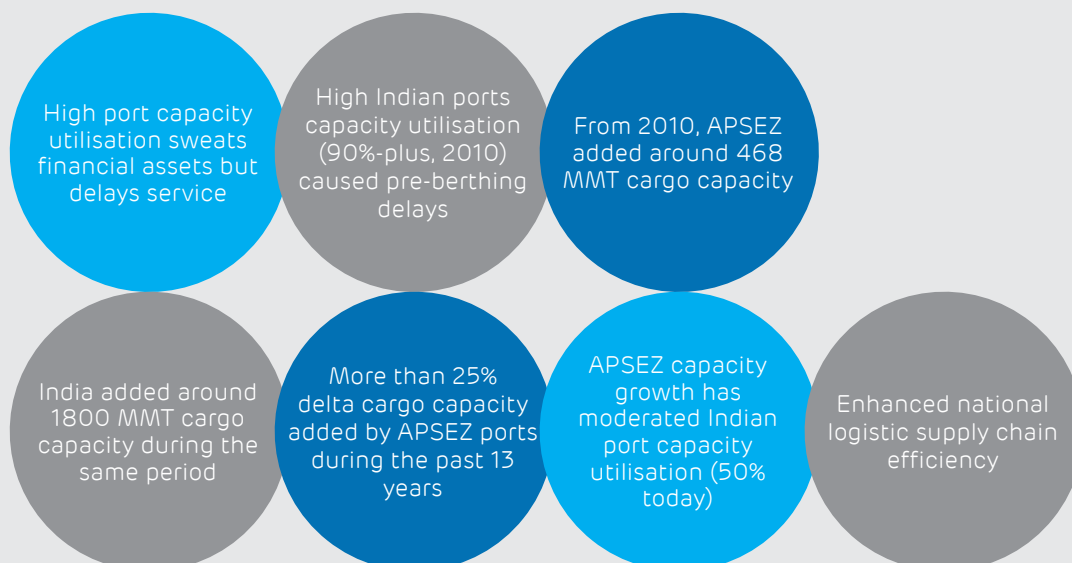 High port capacity
utilisation sweats
financial assets but
delays service
High Indian ports
capacity utilisation
(90%-plus, 2010)
caused pre-berthing
delays
From 2010, APSEZ
added around 468
MMT cargo capacity
India added around
1800 MMT cargo
capacity during the
same period
More than 25%
delta cargo capacity
added by APSEZ ports
during the past 13
years
APSEZ capacity
growth has
moderated Indian
port capacity
utilisation (50%
today)
Enhanced national
logistic supply chain
efficiency